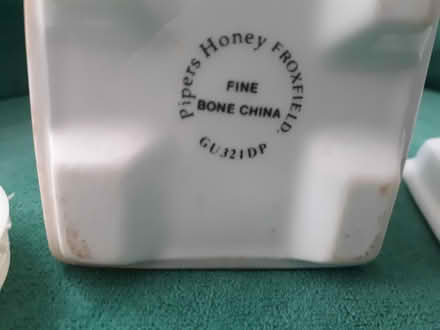 Pipers Honey FROXFIELD.
FINE
BONE CHINA
GU321DP